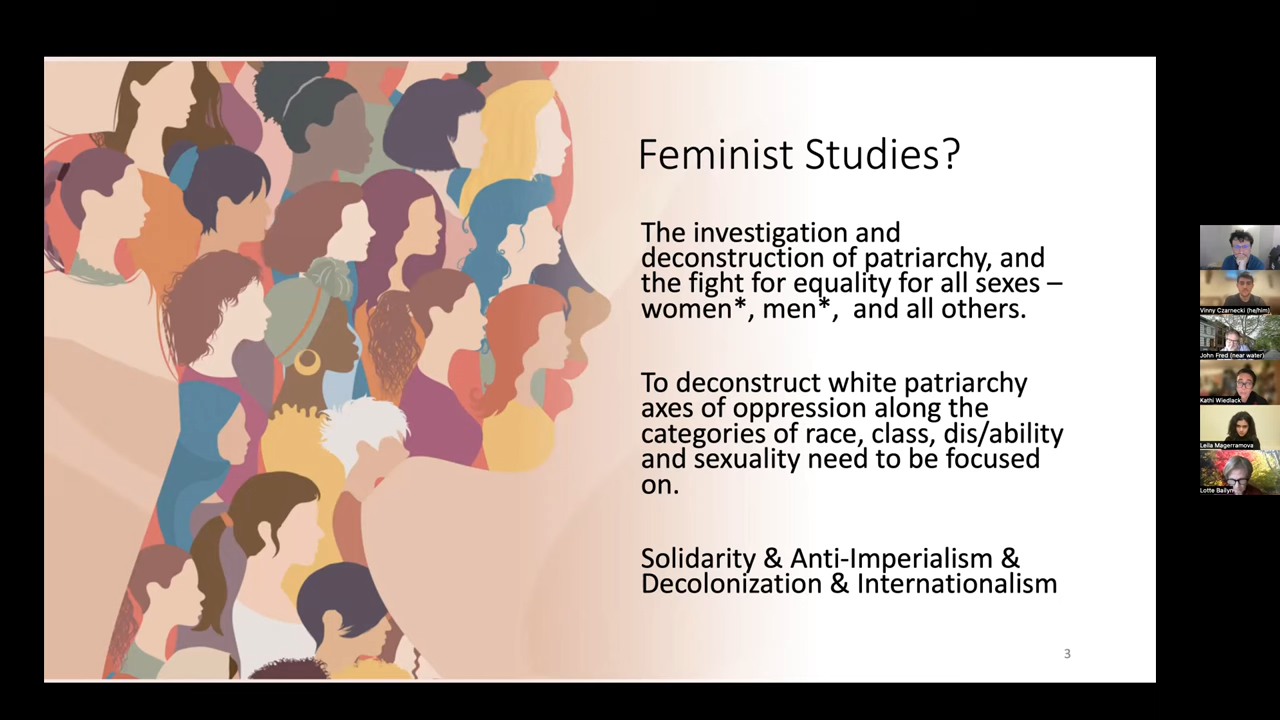 Feminist Studies?
The investigation and
deconstruction of patriarchy, and
the fight for equality for all sexes –
women*, men*,  and all others.
To deconstruct white patriarchy
axes of oppression along the
categories of race, class, dis/ability
and sexuality need to be focused
on.
Solidarity & Anti-Imperialism &
Decolonization & Internationalism
3
Vinny Czarnecki (he/him)
John Fred (near water)
Kathi Wiedlack
Leila Magerramova
Lotte Bailyn